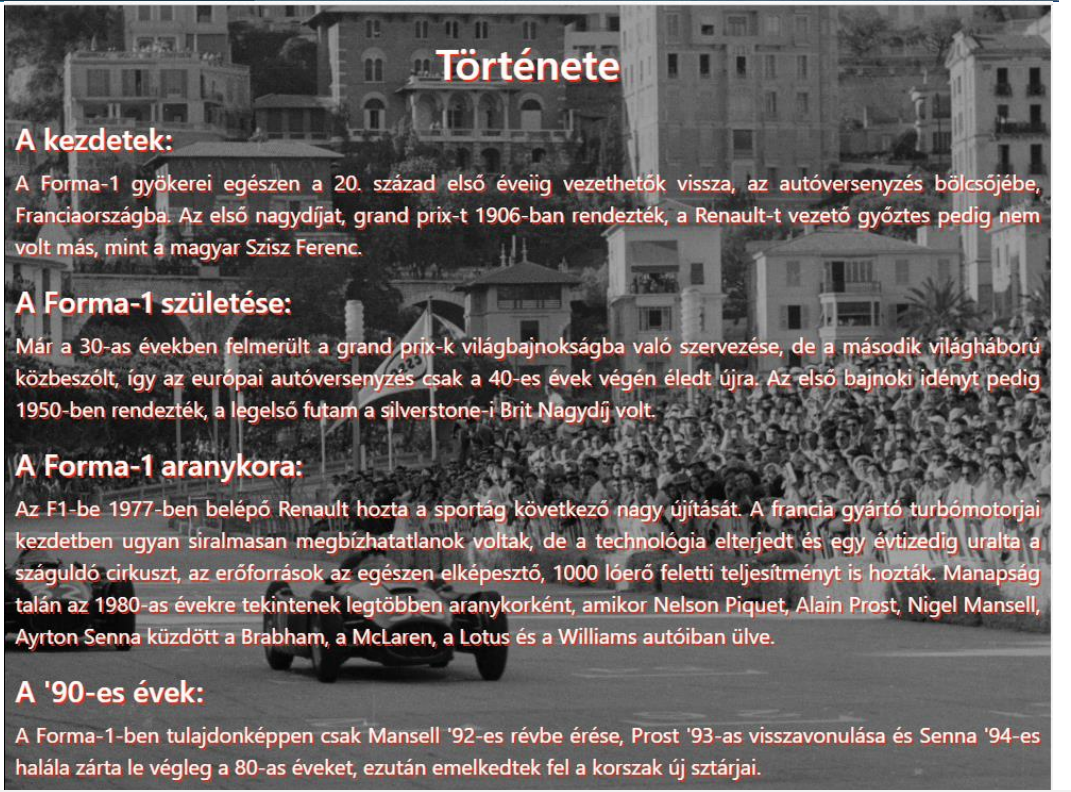 Története
A kezdetek:
A Forma-1 gyökerei egészen a 20. század első éveiig vezethetők vissza, az autóversenyzés bölcsőjébe,
Franciaországba. Az első nagydíjat, grand prix-t 1906-ban rendezték, a Renault-t vezető győztes pedig nem
volt más, mint a magyar Szisz Ferenc.
A Forma-1 születése:
Már a 30-as években felmerült a grand prix-k világbajnokságba való szervezése, de a második világháború
közbeszólt, így az európai autóversenyzés csak a 40-es évek végén éledt újra. Az első bajnoki idényt pedig
1950-ben rendezték, a legelső futam a silverstone-i Brit Nagydíj volt.
A Forma-1 aranykora:
Az F1-be 1977-ben belépő Renault hozta a sportág következő nagy újítását. A francia gyártó turbómotorjai
kezdetben ugyan siralmasan megbízhatatlanok voltak, de a technológia elterjedt és egy évtizedig uralta a
száguldó cirkuszt, az erőforrások az egészen elképesztő, 1000 lóerő feletti teljesítményt is hozták. Manapság
talán az 1980-as évekre tekintenek legtöbben aranykorként, amikor Nelson Piquet, Alain Prost, Nigel Mansell,
Ayrton Senna küzdött a Brabham, a McLaren, a Lotus és a Williams autóiban ülve.
A '90-es évek:
A Forma-1-ben tulajdonképpen csak Mansell '92-es révbe érése, Prost '93-as visszavonulása és Senna '94-es
halála zárta le végleg a 80-as éveket, ezután emelkedtek fel a korszak új sztárjai.